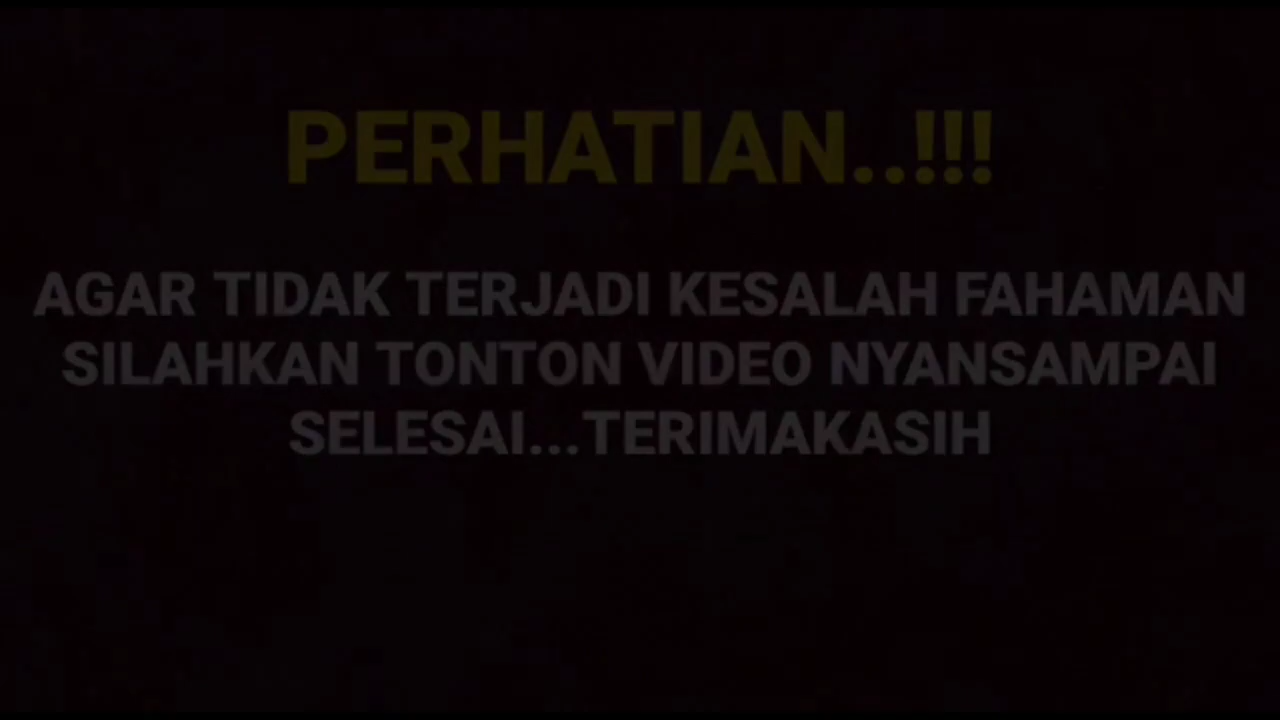 PERHATIAN..!!!
AGAR TIDAK TERJADI KESALAH FAHAMAN
SILAHKAN TONTON VIDEO NYANSAMPAI
SELESAI...TERIMAKASIH